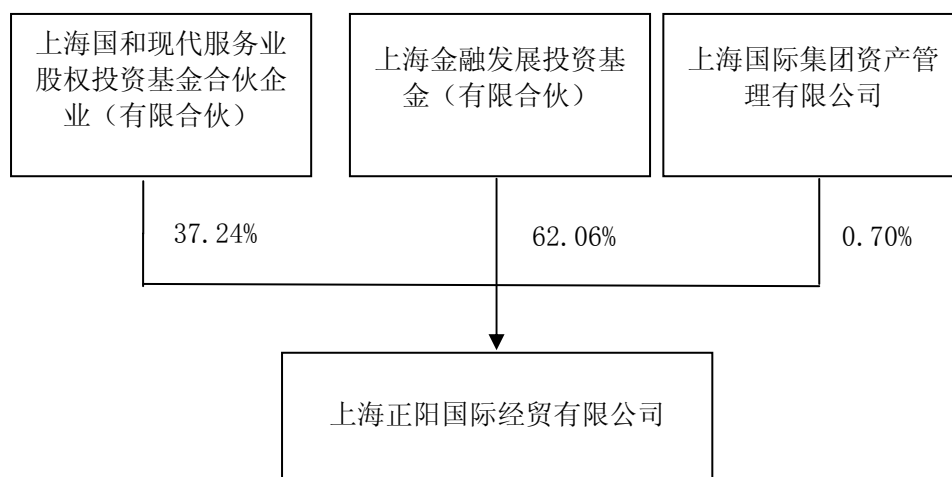 上海国和现代服务业
股权投资基金合伙企
业（有限合伙）
上海金融发展投资基
金（有限合伙）
上海国际集团资产管
理有限公司
37.24%
62.06%
0.70%
上海正阳国际经贸有限公司